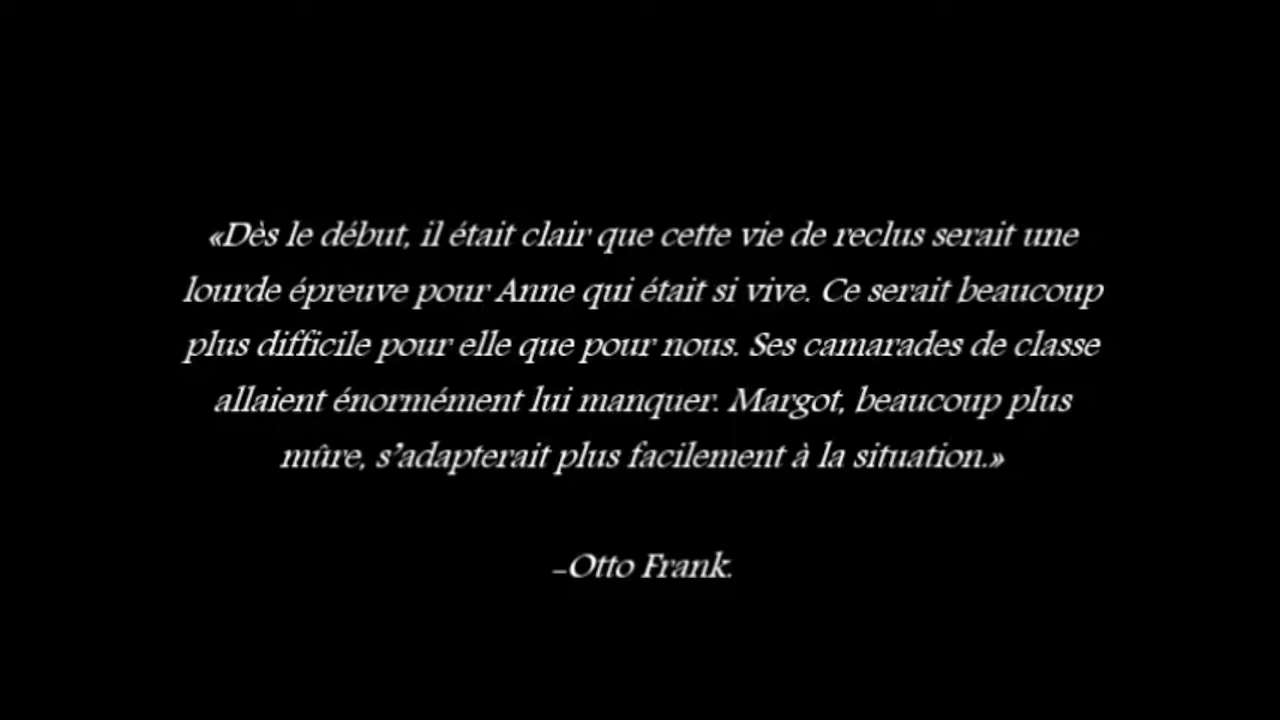 «Dès le début, il était clair que cette vie de reclus serait une
lourde épreuve pour Anne qui était si vive. Ce serait beaucoup
plus difficile pour elle que pour nous. Ses camarades de classe
allaient énormément lui manquer. Margot, beaucoup plus
mûre, s’adapterait plus facilement à la situation.»
-Otto Frank.